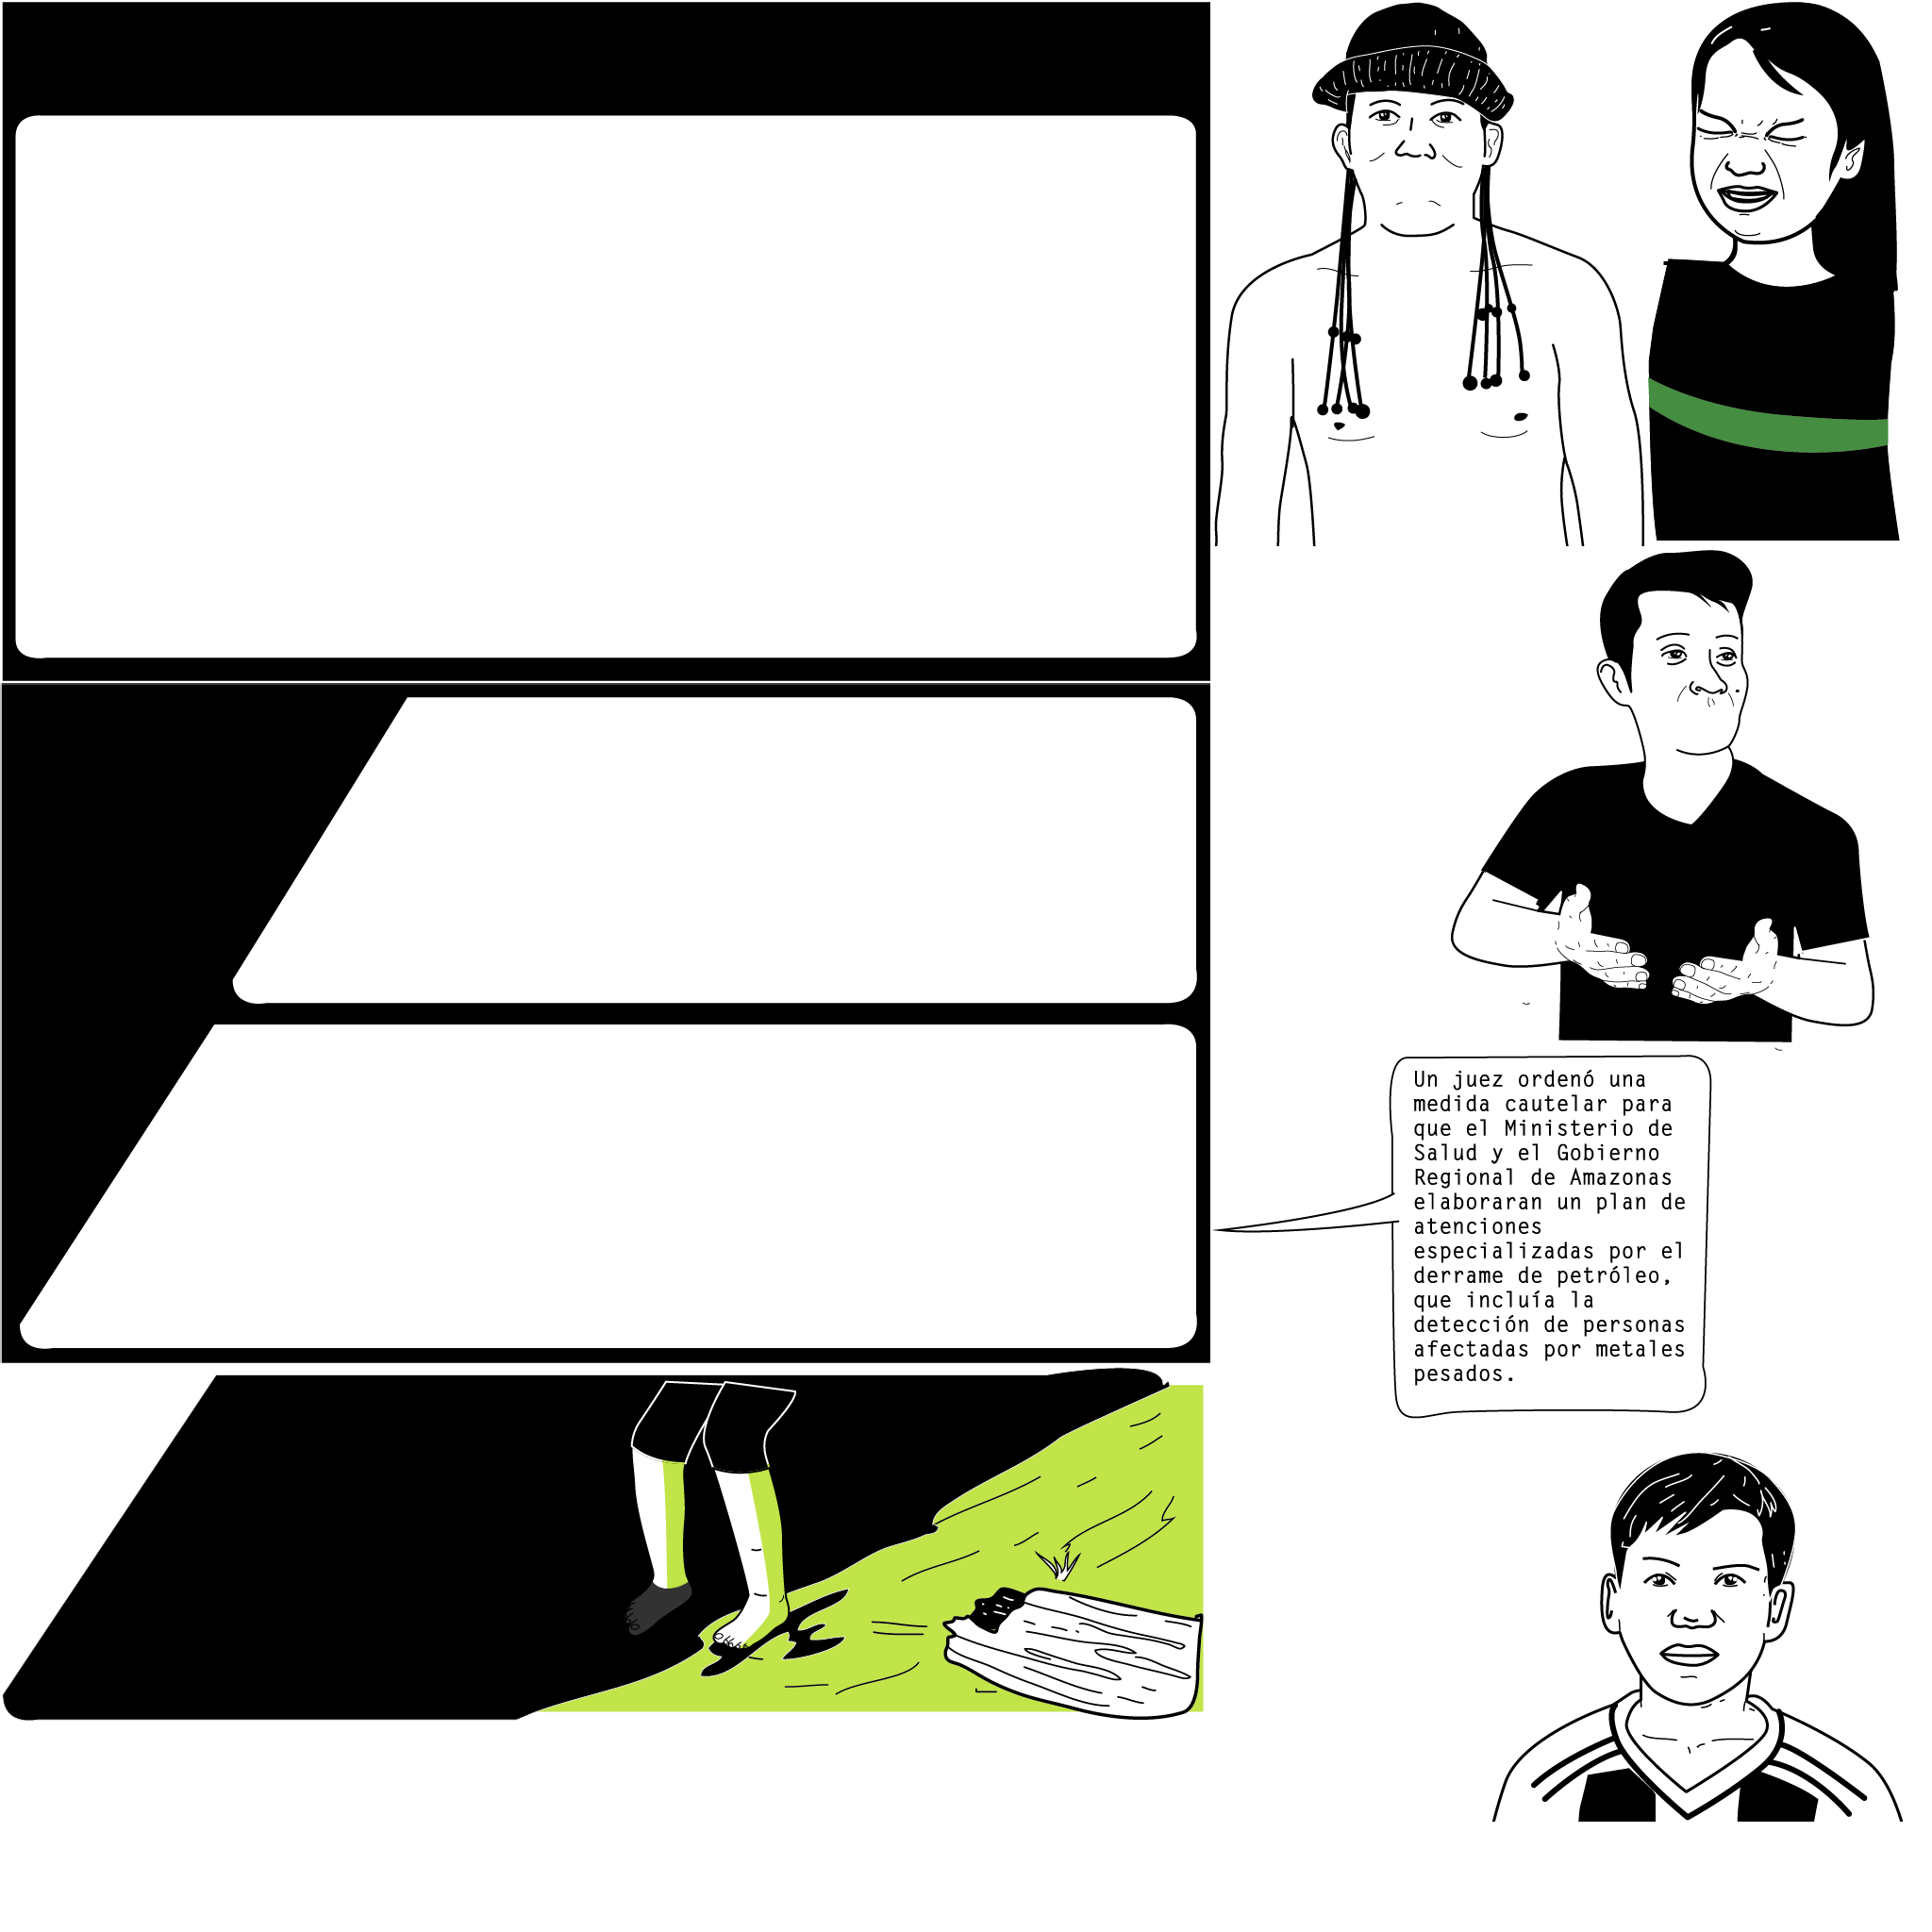 Un juez ordenó una
medida cautelar para
que el Ministerio de
Salud y el Gobierno
Regional de Amazonas
elaboraran un plan de
atenciones
especializadas por el
derrame de petróleo,
que incluía la
detección de personas
afectadas por metales
pesados.